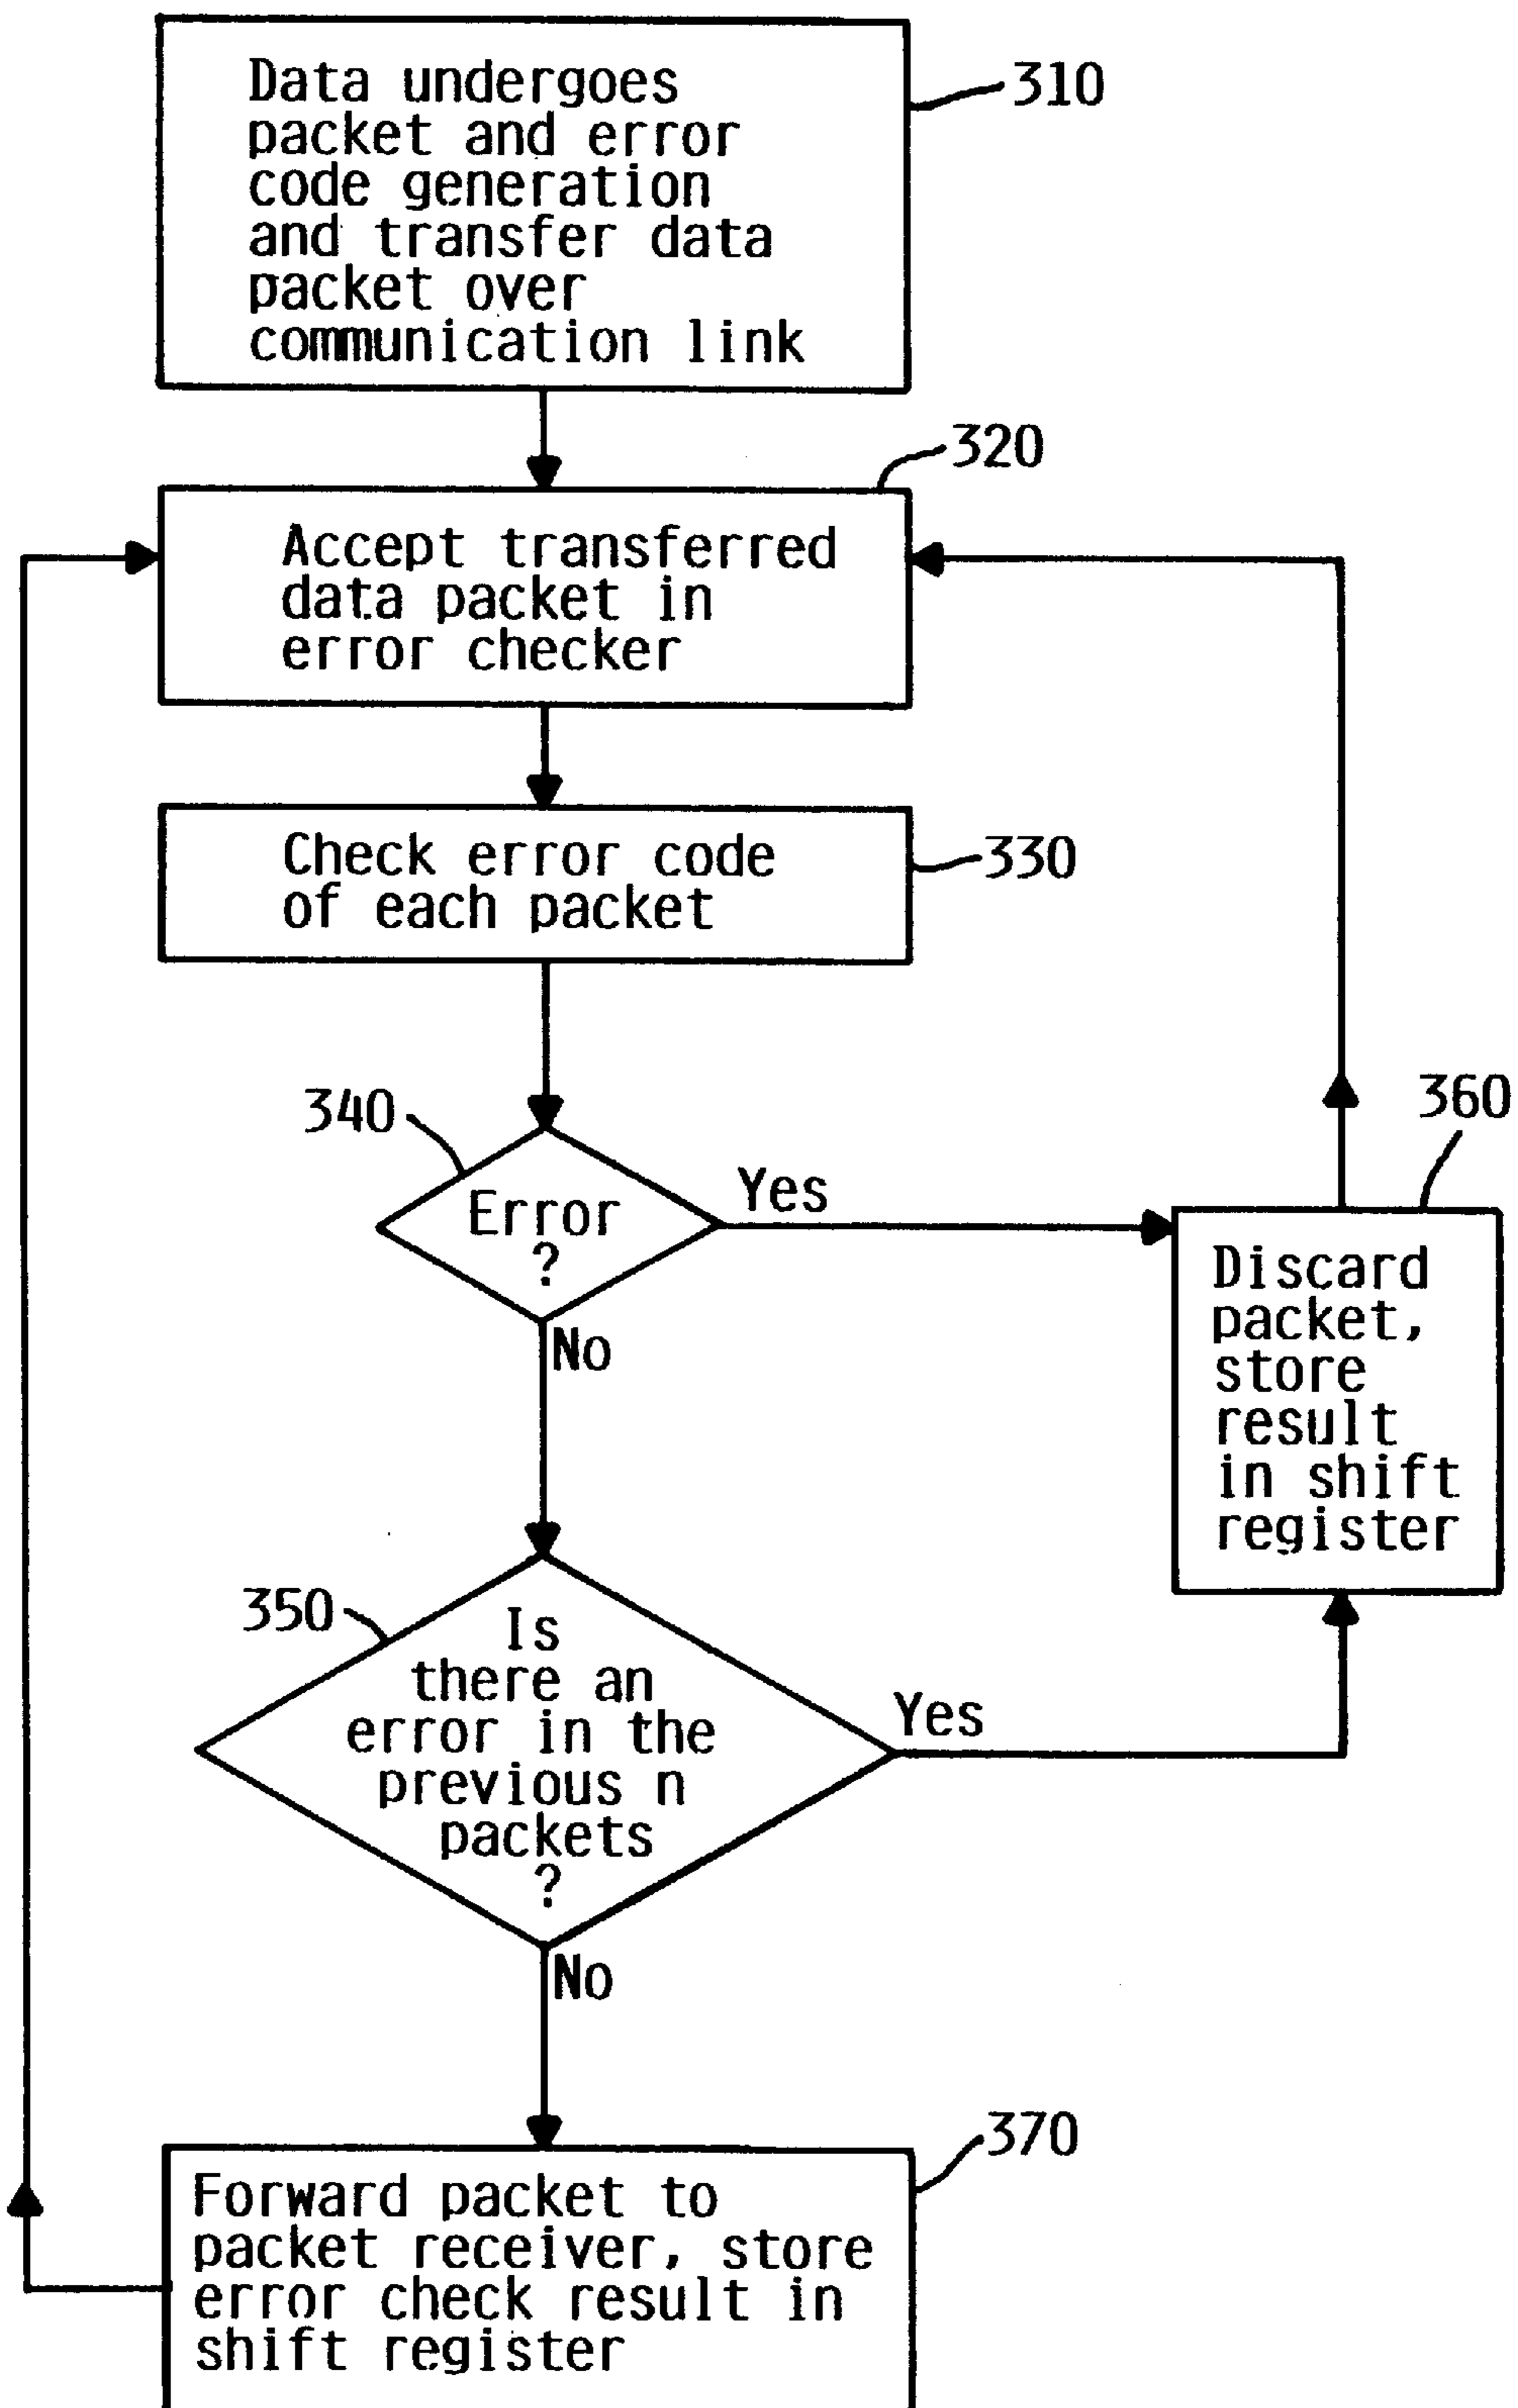 Data undergoes
packet and error
code generation
and transfer data
packet over
communication link
310
320
Accept transferred
data packet in
error checker
Check error code
of each packet
330
340
Error
?
Yes
No
360
Discard
packet,
store
result
in shift
register
350
Is
there an
error in the
previous n
packets
?
Yes
No
370
Forward packet to
packet receiver, store
error check result in
shift register